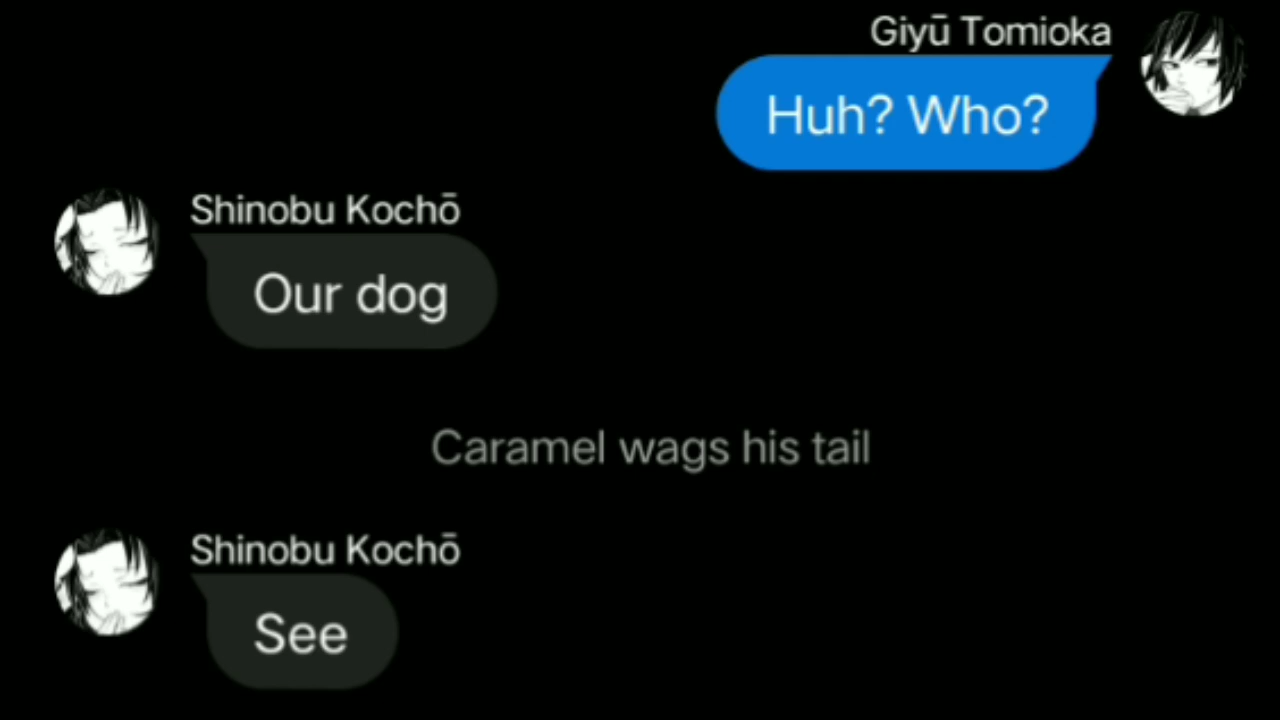 Giyū Tomioka
Huh? Who?
Shinobu Kochō
Our dog
Caramel wags his tail
Shinobu Kochō
See